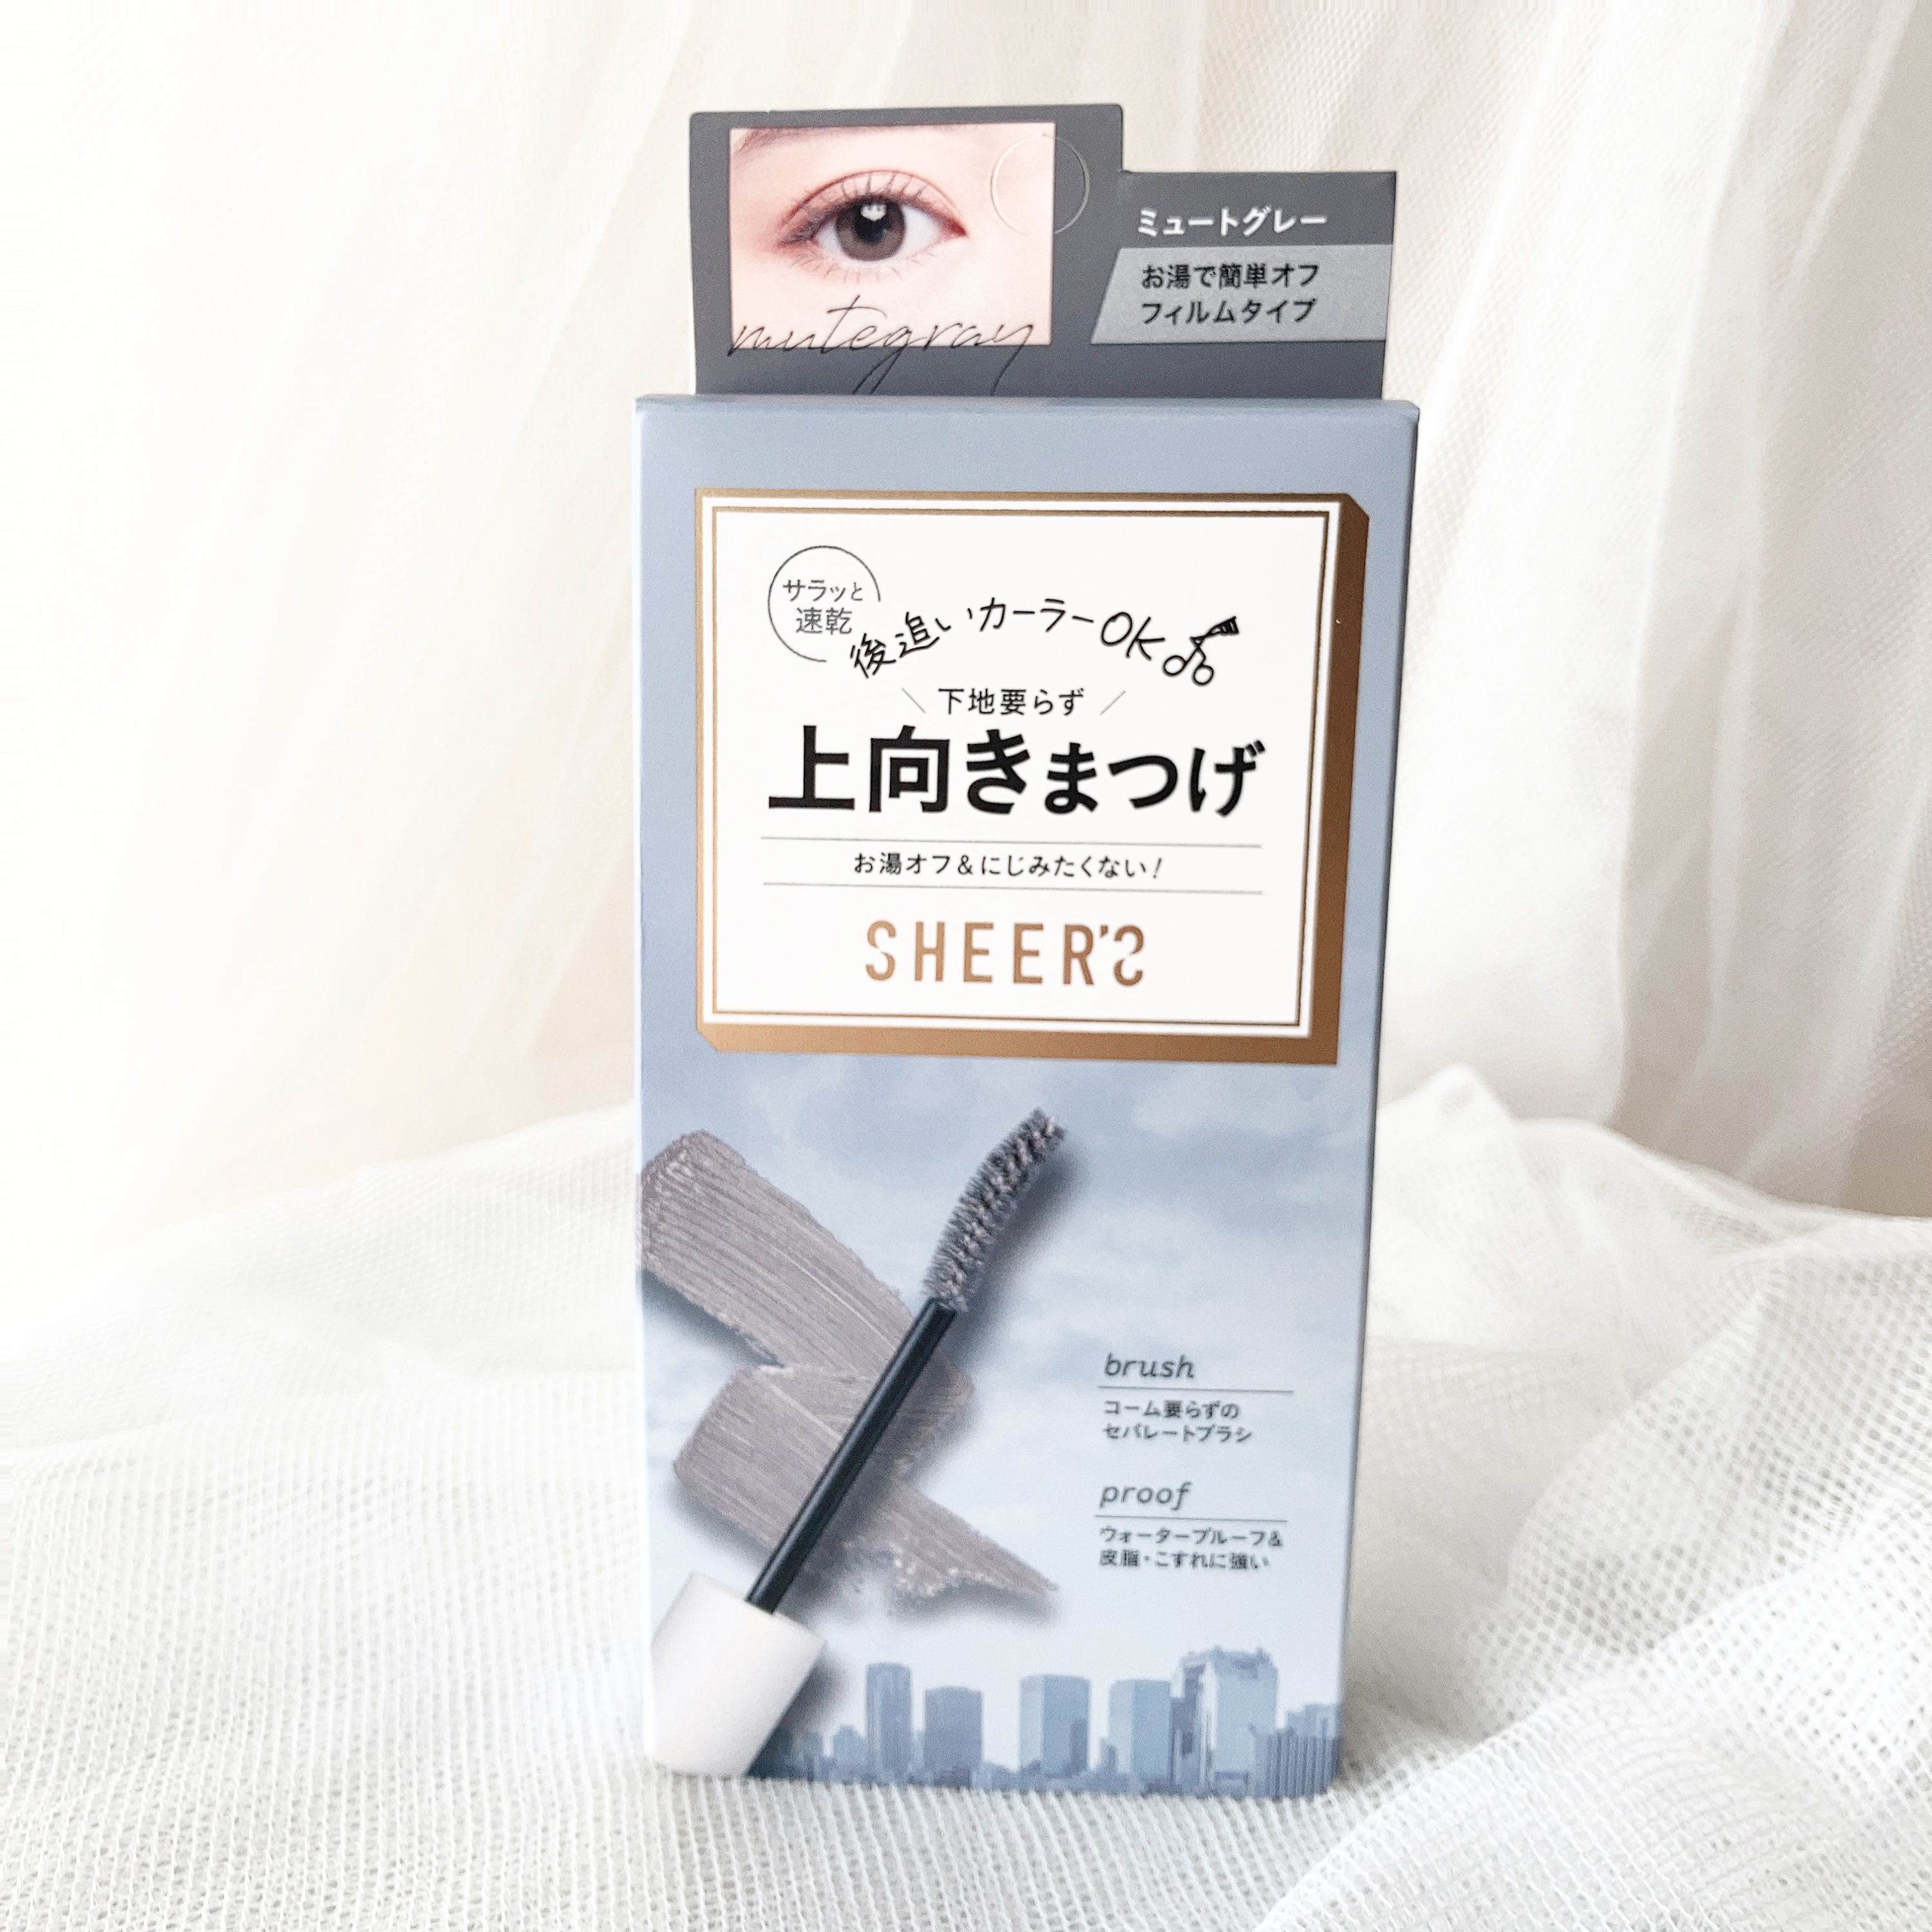 ミュートグレー
お湯で簡単オフ
フィルムタイプ
mutegray
サラッと
速乾
後追いカーラーOK
下地要らず
上向きまつげ
お湯オフ&にじみたくない!
SHEER'S
brush
コーム要らずの
セパレートブラシ
proof
ウォータープルーフ&
皮脂・こすれに強い